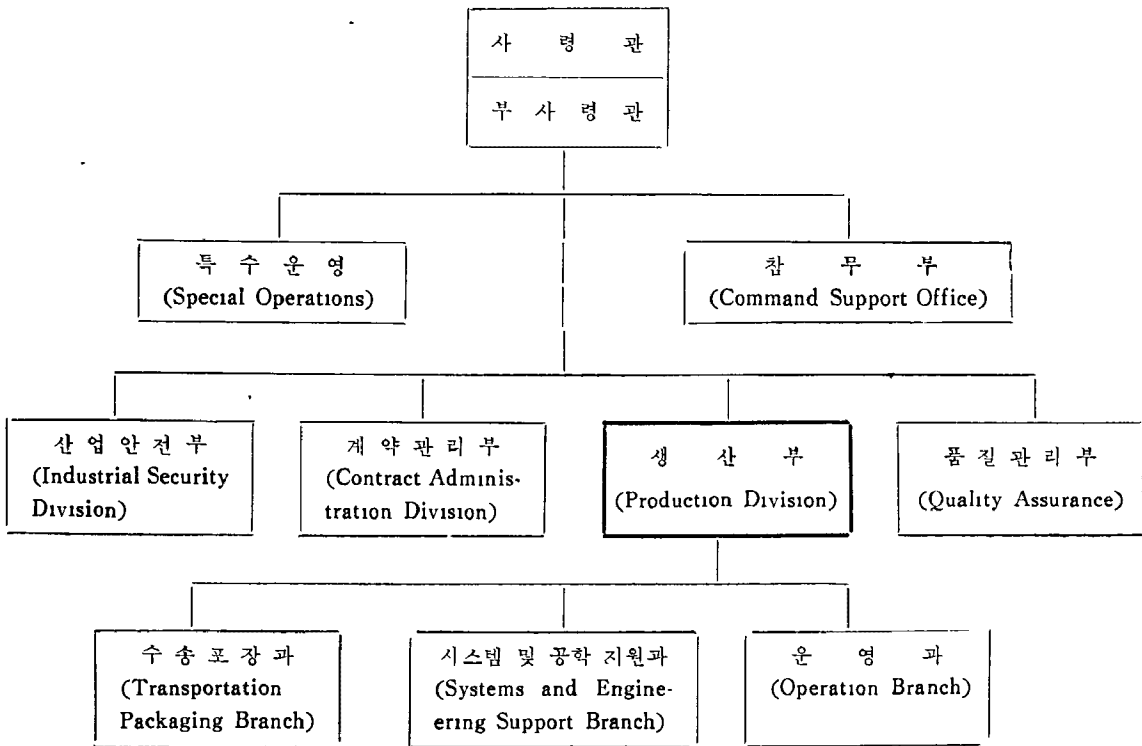 사 령 관
부 사 령 관
특 수 운 영
(Special Operations)
참 모 부
(Command Support Office)
산 업 안 전 부
(Industrial Security
Division)
계 약 관 리 부
(Contract Adminis-
tration Division)
생 산 부
(Production Division)
품 질 관 리 부
(Quality Assurance)
수 송 포 장 과
(Transportation
Packaging Branch)
시스템 및 공학 지원과
(Systems and Engine-
ering Support Branch)
운 영 과
(Operation Branch)